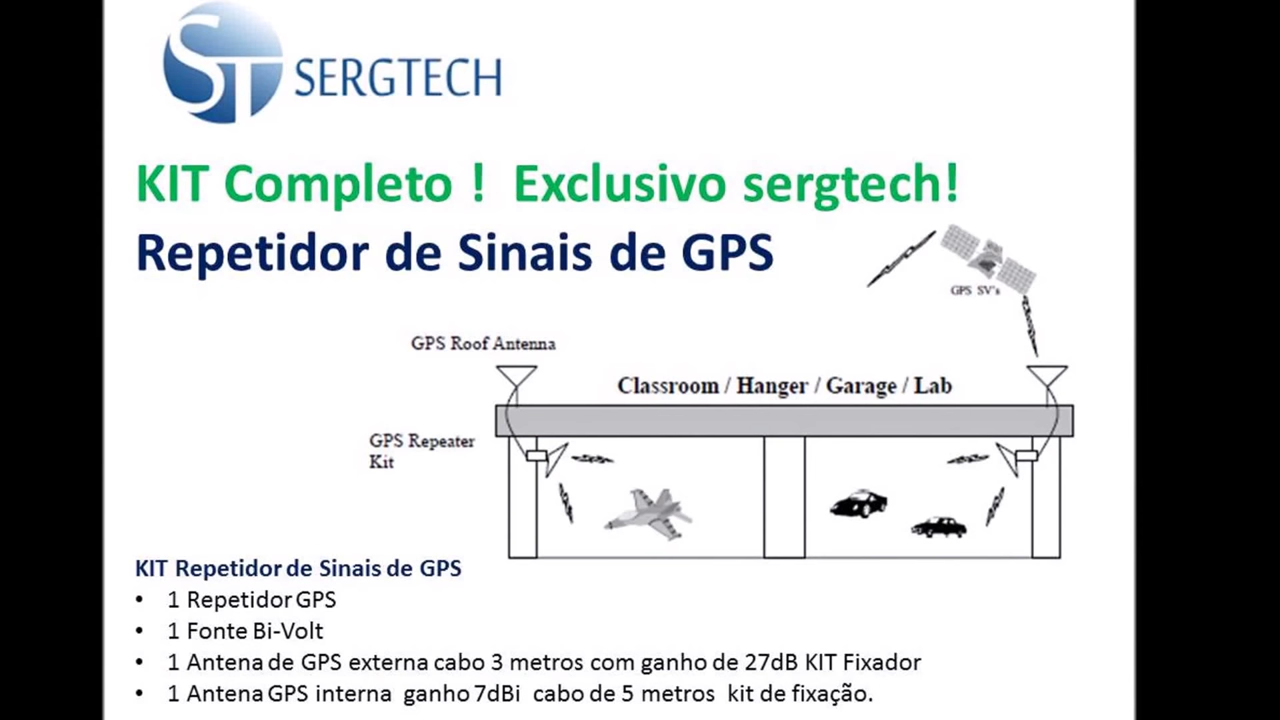 ST SERGTECH
KIT Completo ! Exclusivo sergtech!
Repetidor de Sinais de GPS
GPS SV's
GPS Roof Antenna
Classroom / Hanger / Garage / Lab
GPS Repeater
Kit
KIT Repetidor de Sinais de GPS
• 1 Repetidor GPS
• 1 Fonte Bi-Volt
• 1 Antena de GPS externa cabo 3 metros com ganho de 27dB KIT Fixador
• 1 Antena GPS interna ganho 7dBi cabo de 5 metros kit de fixação.